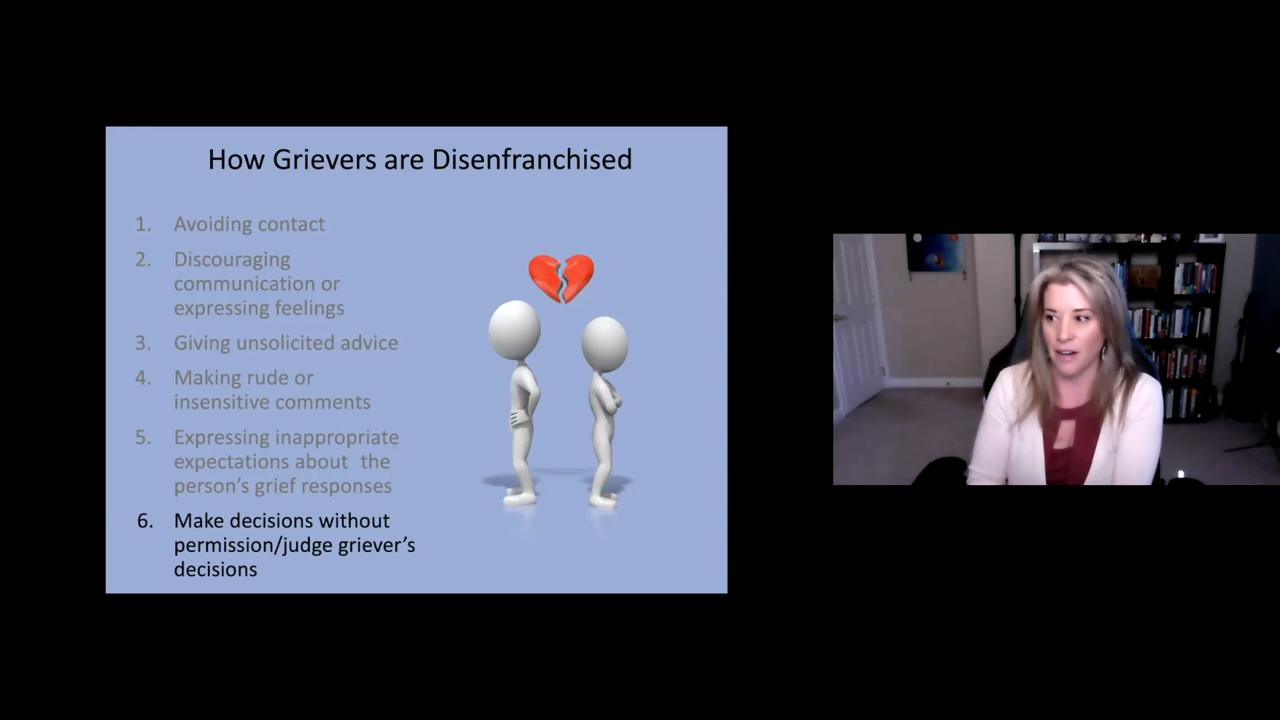 How Grievers are Disenfranchised
1. Avoiding contact
2. Discouraging
communication or
expressing feelings
3. Giving unsolicited advice
4. Making rude or
insensitive comments
5. Expressing inappropriate
expectations about the
person's grief responses
6. Make decisions without
permission/judge griever's
decisions